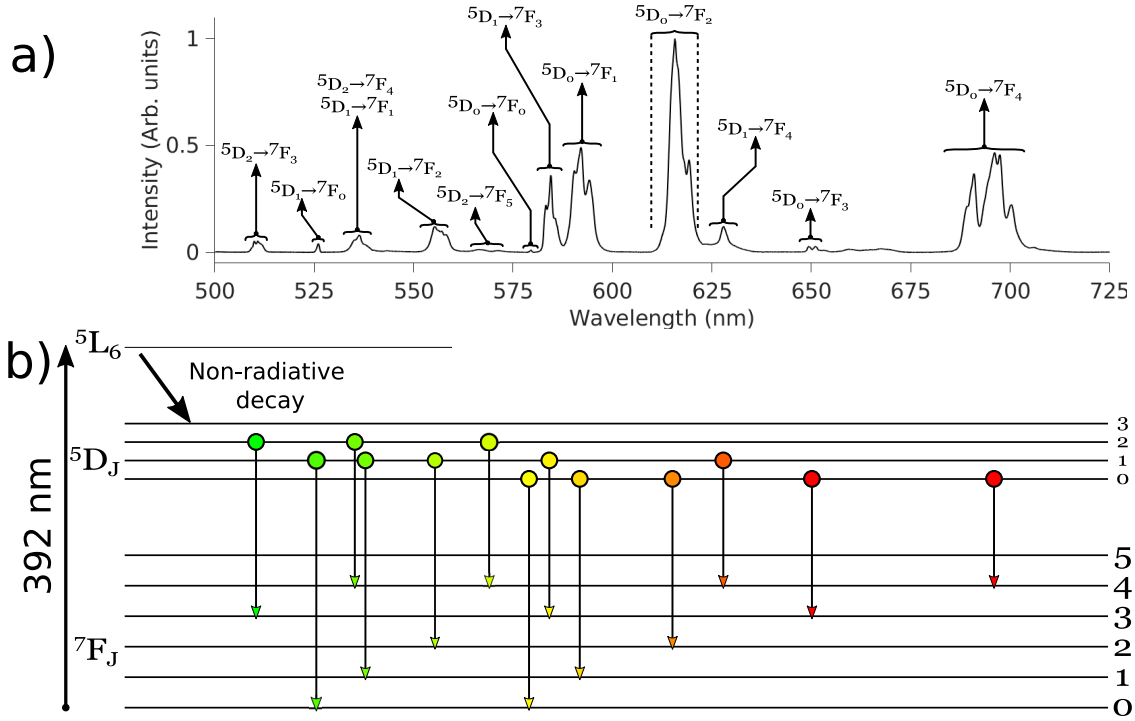 a)
Intensity (Arb. units)
1
0.5
0
⁵D₂→⁷F₃
⁵D₁→⁷F₀
⁵D₂→⁷F₄
⁵D₁→⁷F₁
⁵D₁→⁷F₂
⁵D₂→⁷F₅
⁵D₀→⁷F₀
⁵D₁→⁷F₃
⁵D₀→⁷F₁
⁵D₀→⁷F₂
⁵D₁→⁷F₄
⁵D₀→⁷F₃
⁵D₀→⁷F₄
500 525 550 575 600 625 650 675 700 725
Wavelength (nm)
b)
⁵L₆
Non-radiative
decay
392 nm
3
2
⁵D_J 1
0
5
4
3
⁷F_J 2
1
0